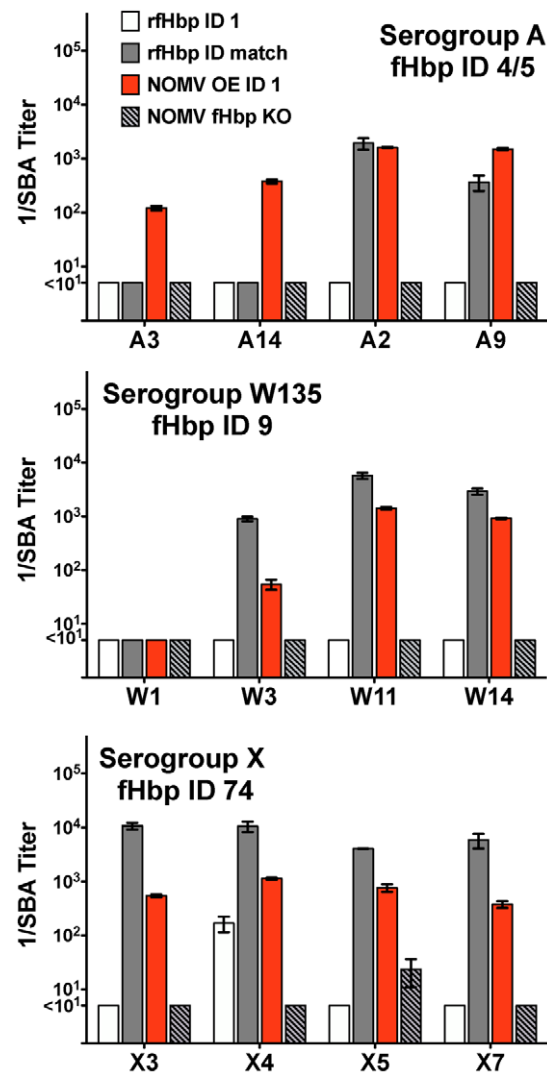 rfHbp ID 1
rfHbp ID match
NOMV OE ID 1
NOMV fHbp KO
Serogroup A
fHbp ID 4/5
1/SBA Titer
10⁵
10⁴
10³
10²
10¹
<10¹
A3 A14 A2 A9
Serogroup W135
fHbp ID 9
1/SBA Titer
10⁵
10⁴
10³
10²
10¹
<10¹
W1 W3 W11 W14
Serogroup X
fHbp ID 74
1/SBA Titer
10⁵
10⁴
10³
10²
10¹
<10¹
X3 X4 X5 X7